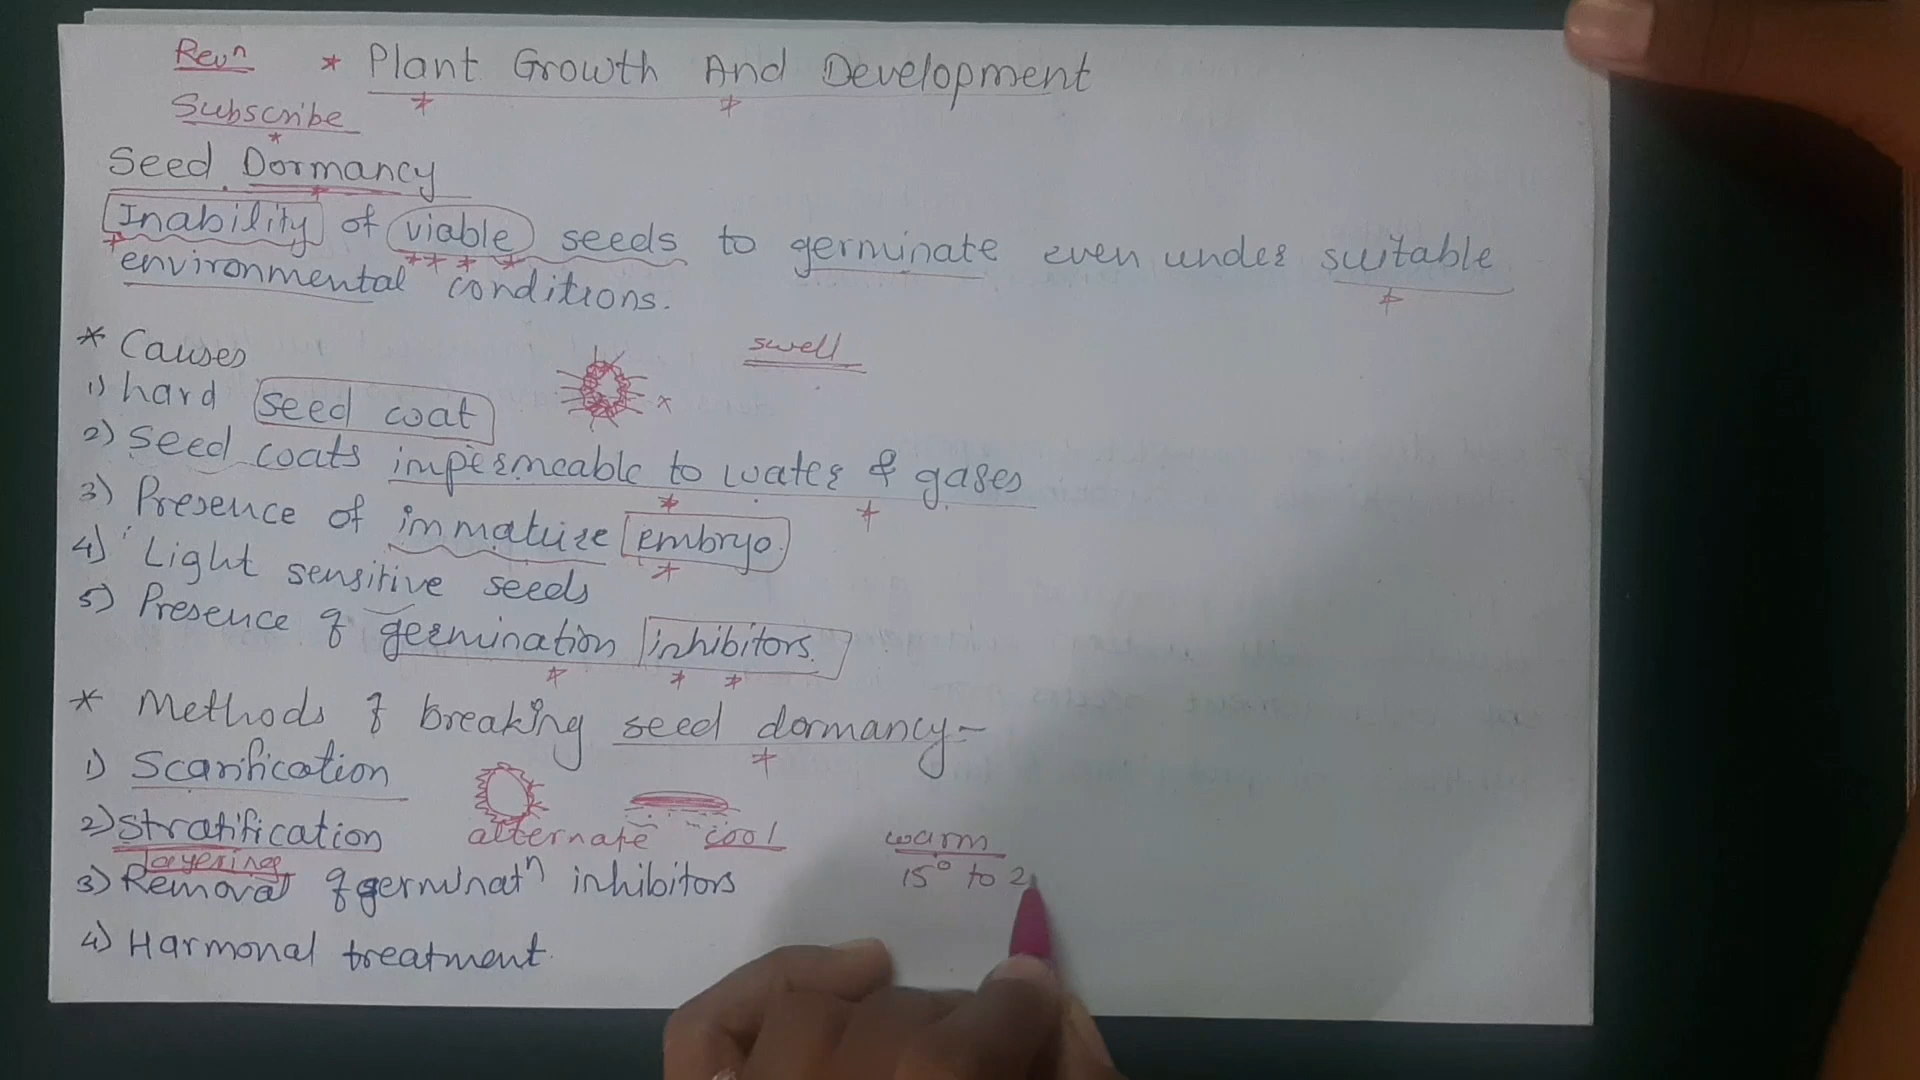 Revn * Plant Growth And Development
Subscribe
Seed Dormancy
Inability of viable seeds to germinate even under suitable
environmental conditions.
* Causes
swell
1) hard seed coat
2) Seed coats impermeable to water & gases
3) Presence of immature embryo.
4) Light sensitive seeds
5) Presence of germination inhibitors.
* Methods of breaking seed dormancy-
1) Scarification
2) Stratification alternate cool warm
layering 15° to 2
3) Removal of germinatn inhibitors
4) Harmonal treatment.